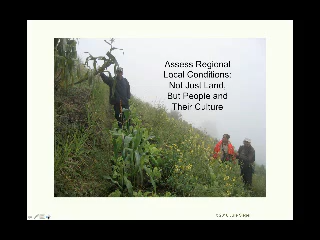 Assess Regional
Local Conditions:
Not Just Land,
But People and
Their Culture